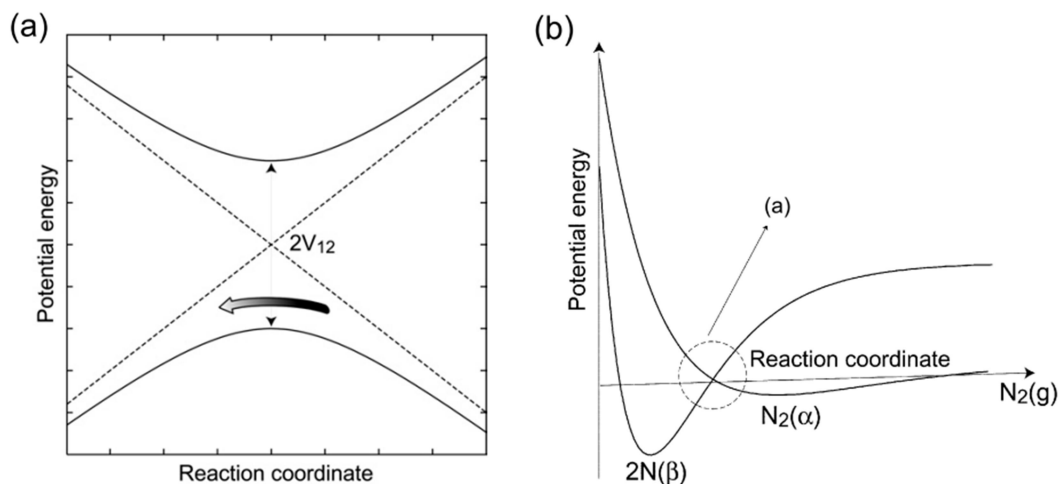 (a)
Potential energy
2V₁₂
Reaction coordinate
(b)
Potential energy
(a)
Reaction coordinate
N₂(g)
N₂(α)
2N(β)